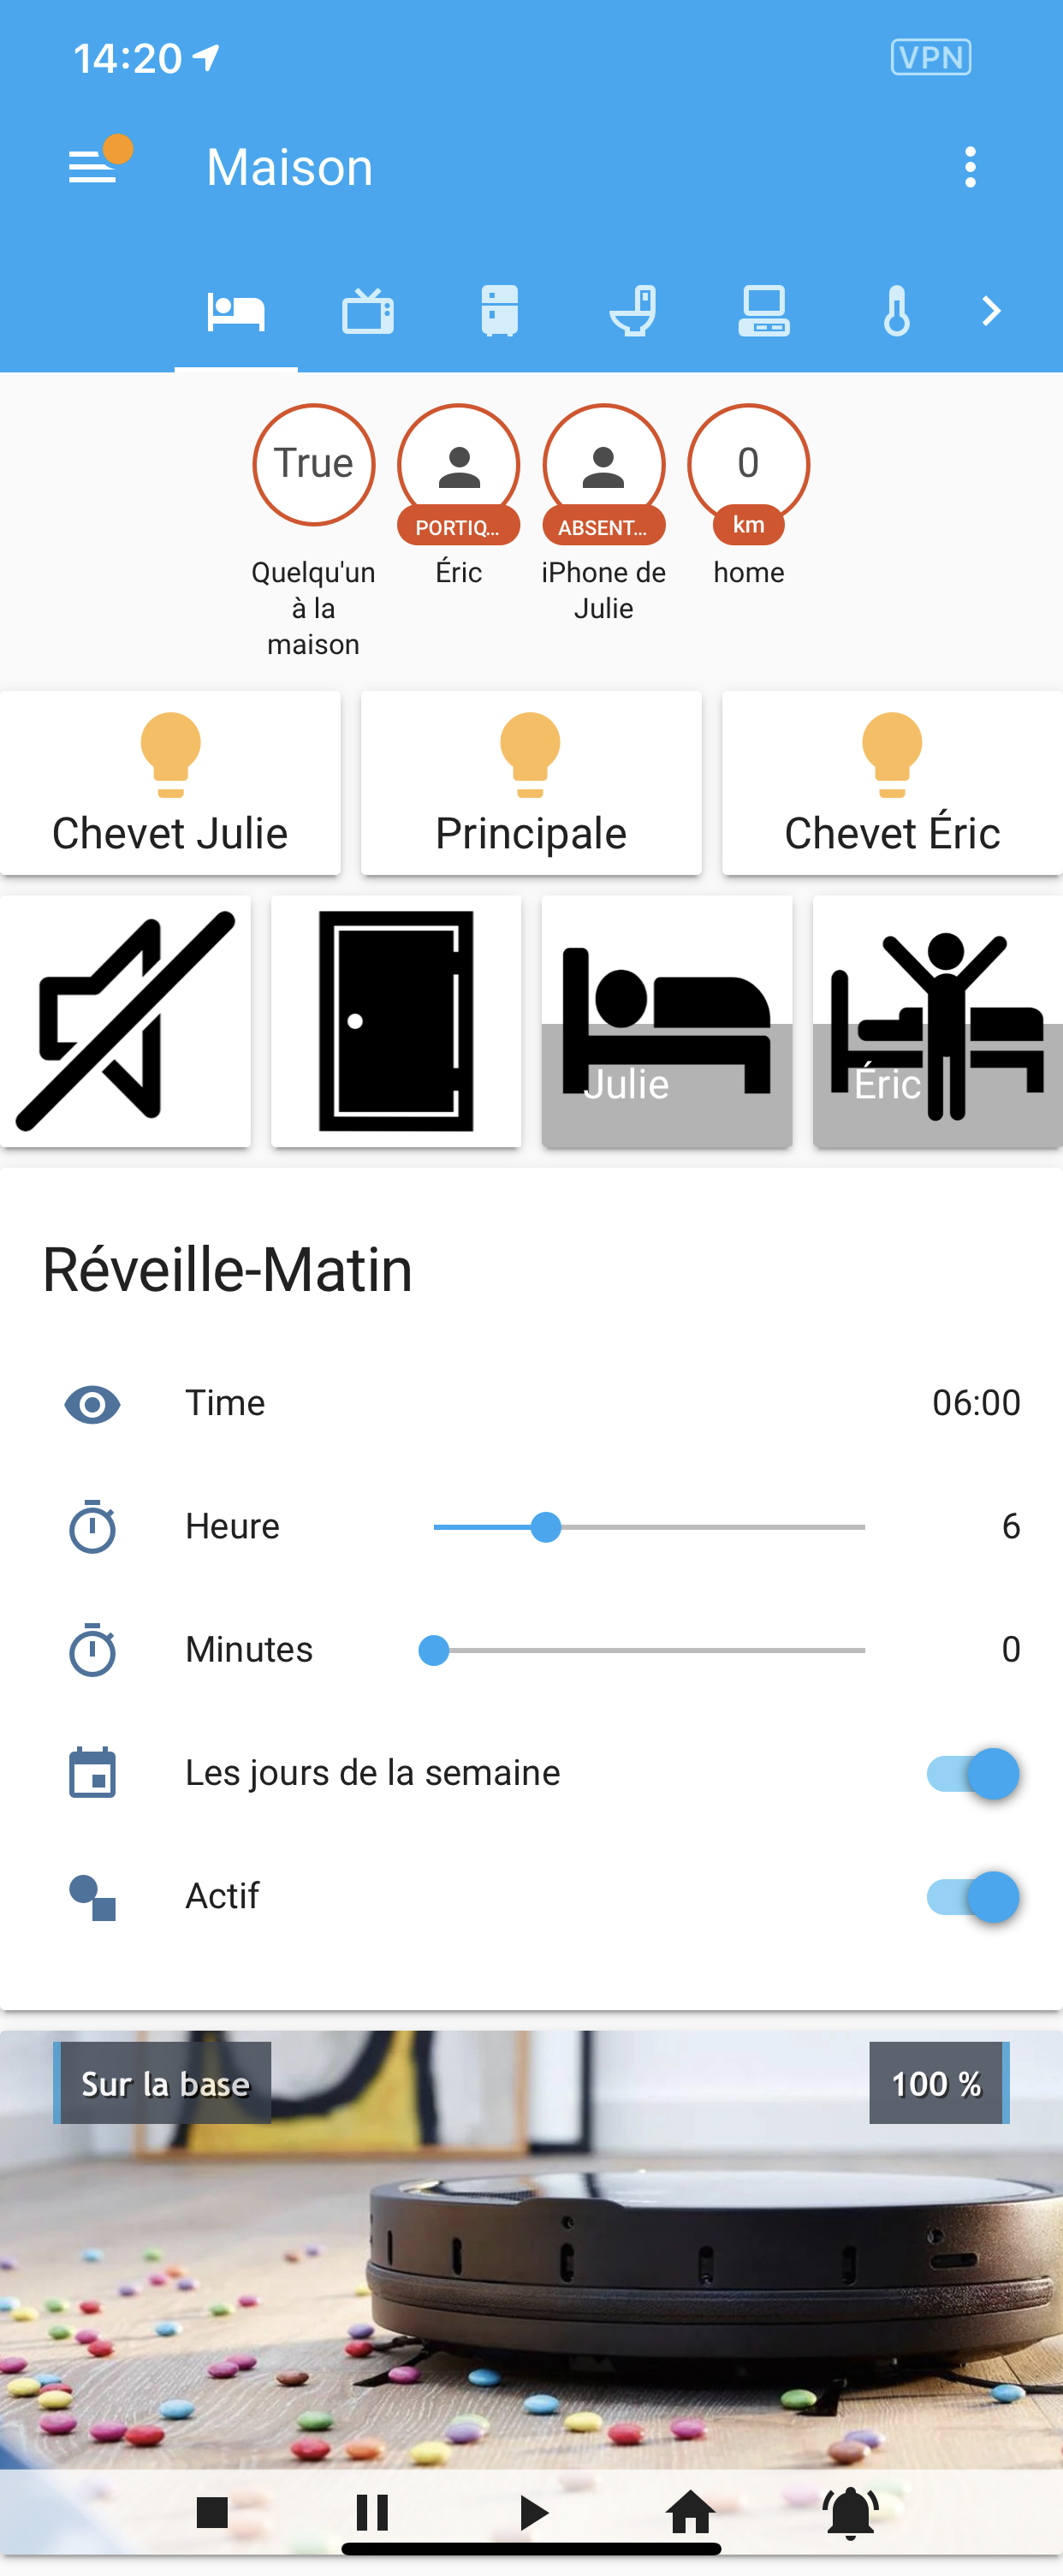 14:20
VPN
Maison
True
PORTIQ...
ABSENT...
0
km
Quelqu'un
à la
maison
Éric
iPhone de
Julie
home
Chevet Julie
Principale
Chevet Éric
Julie
Éric
Réveille-Matin
Time
06:00
Heure
6
Minutes
0
Les jours de la semaine
Actif
Sur la base
100 %